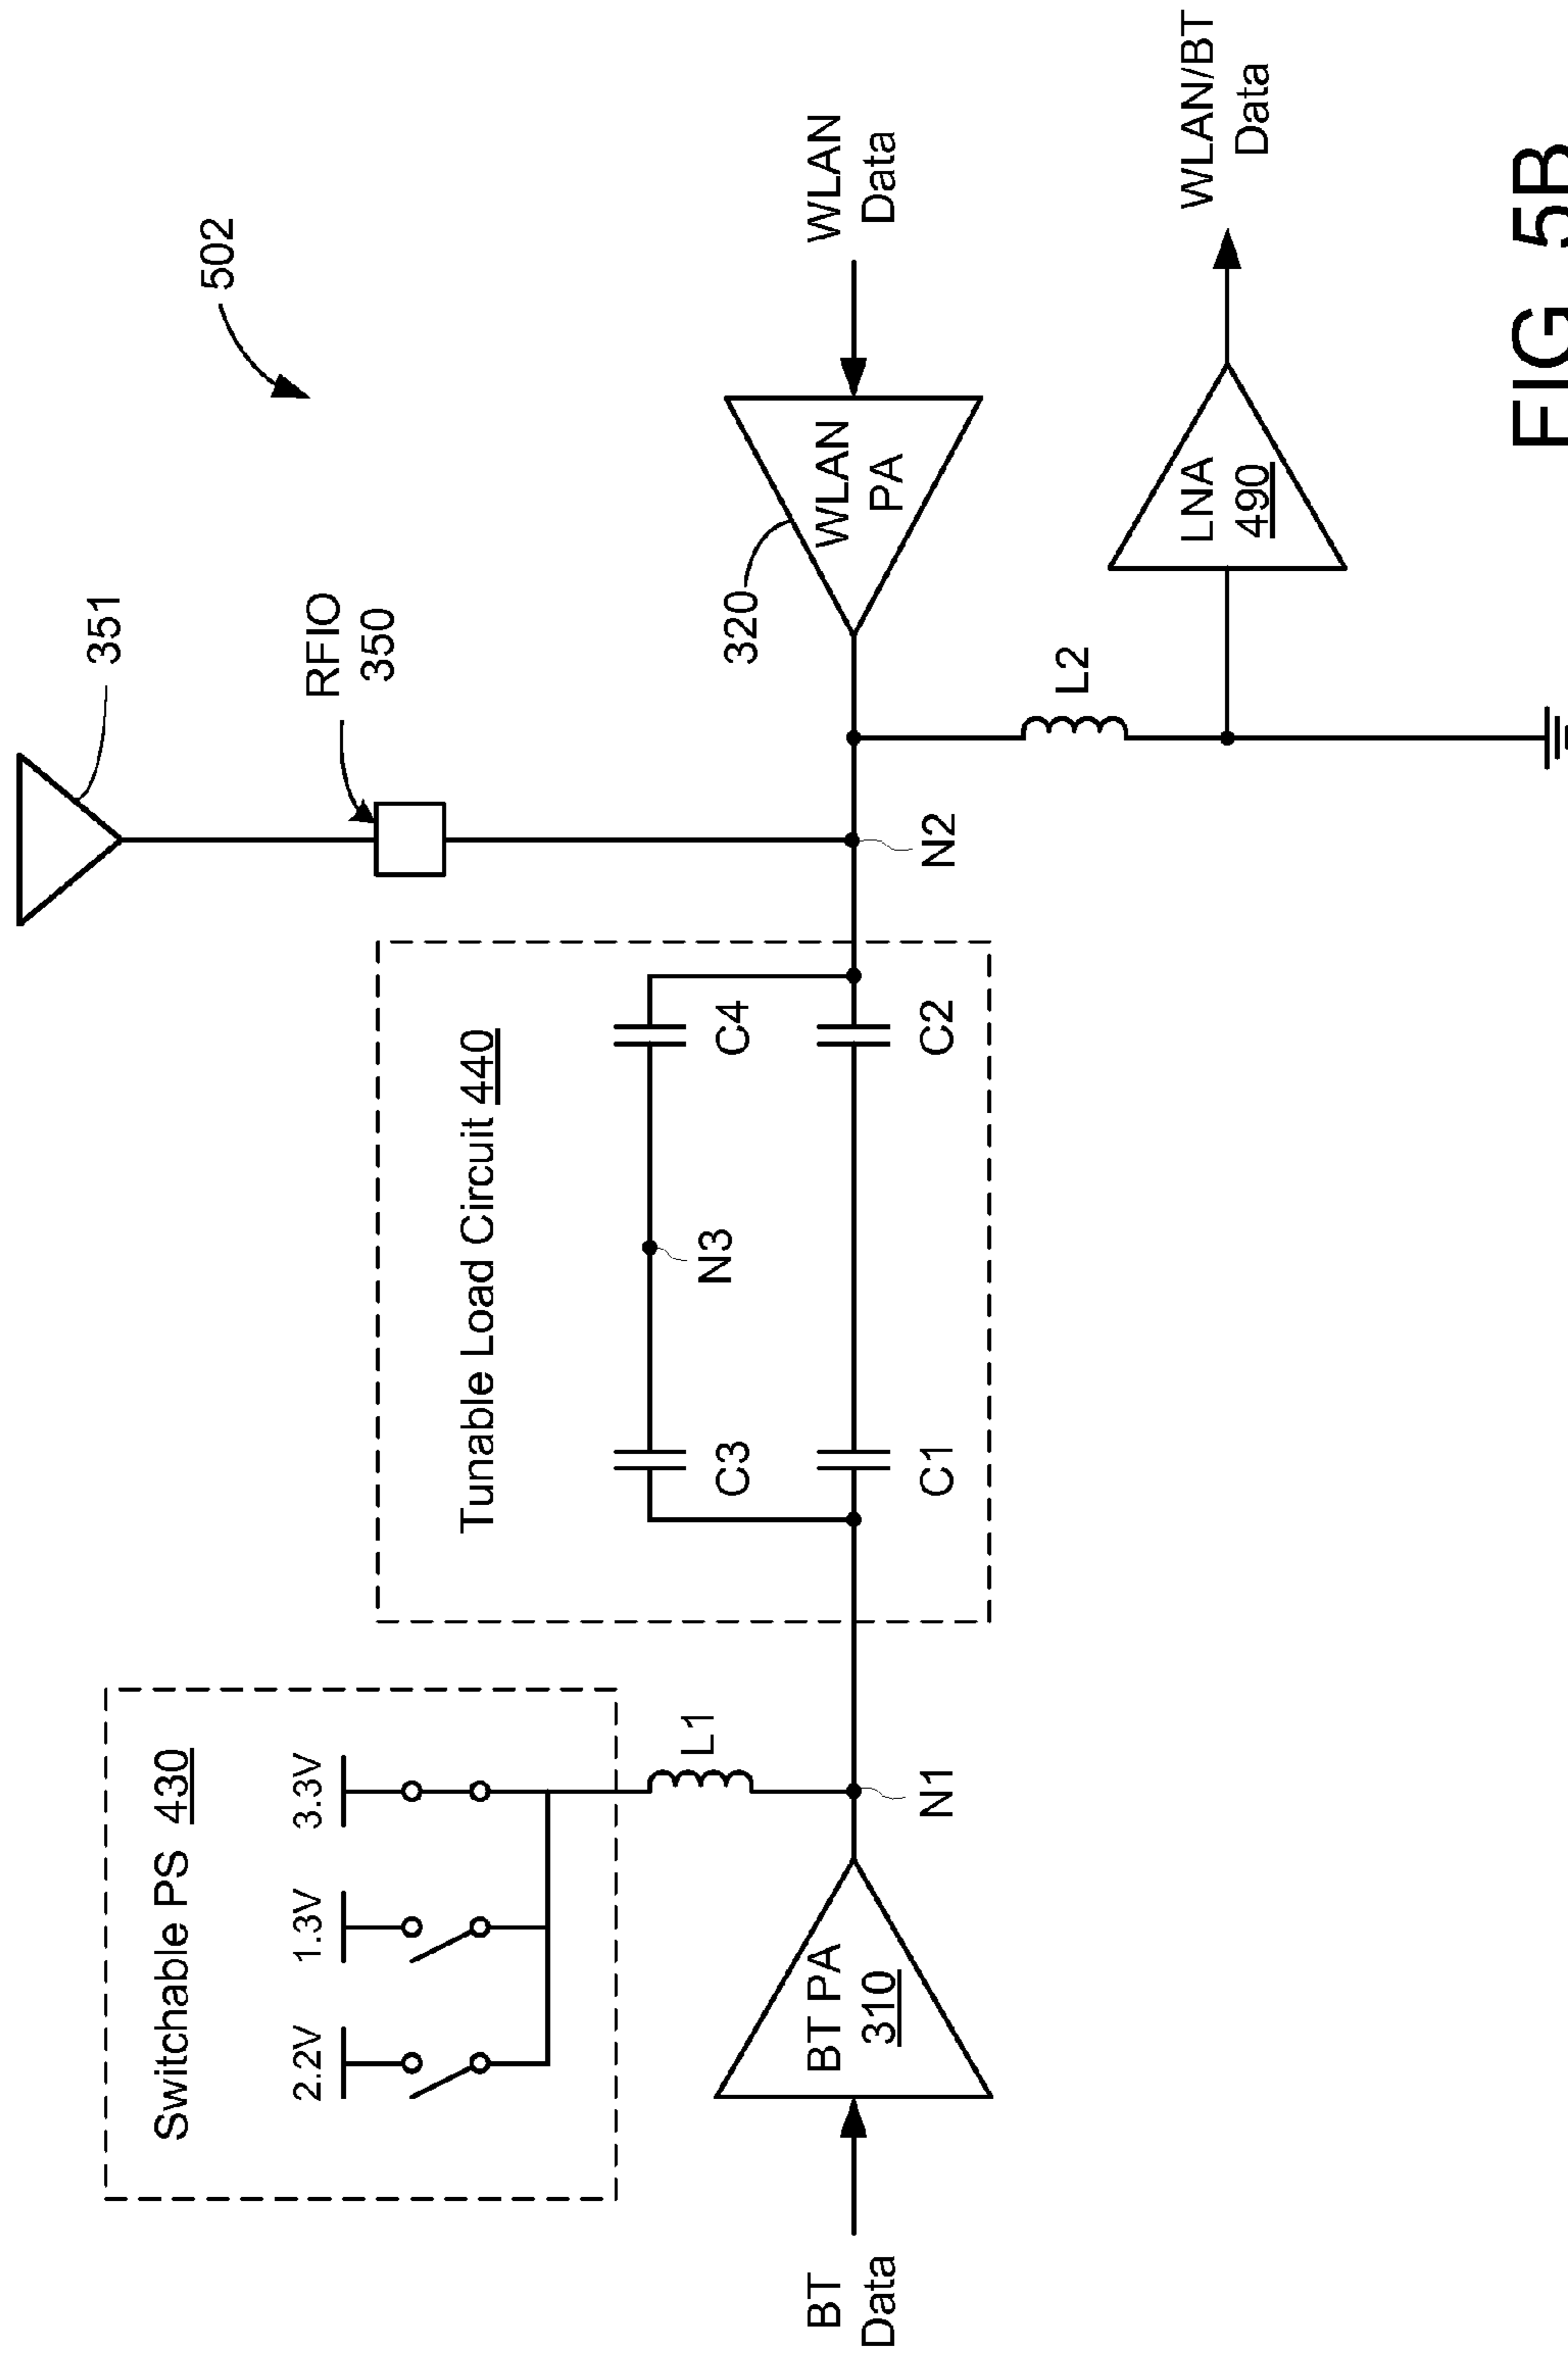 502
351
RFIO
350
Switchable PS 430
2.2V
1.3V
3.3V
L1
Tunable Load Circuit 440
C3
N3
C4
C1
C2
BT
Data
BT PA
310
N1
N2
320
WLAN
PA
WLAN
Data
L2
LNA
490
WLAN/BT
Data
FIG. 5B